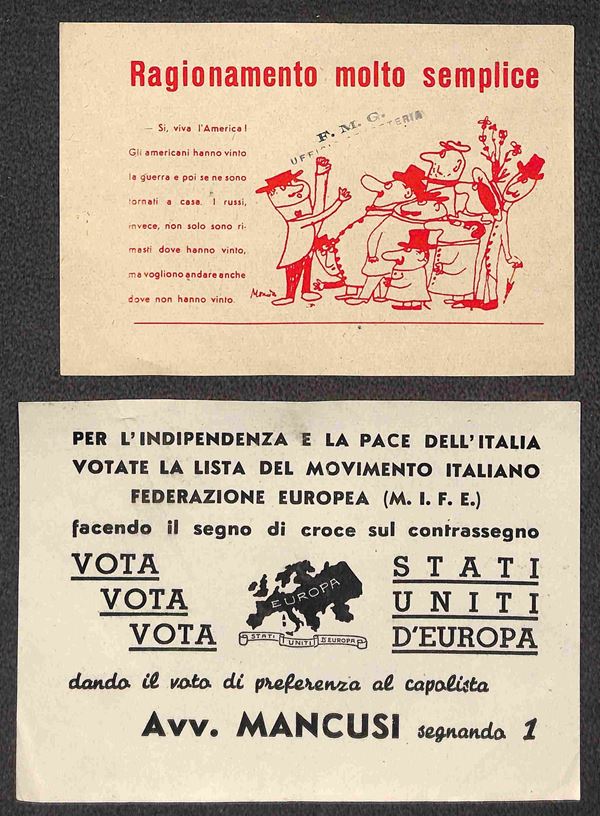 Ragionamento molto semplice
— Si, viva l'America!
Gli americani hanno vinto
la guerra e poi se ne sono
tornati a casa. I russi,
invece, non solo sono ri-
masti dove hanno vinto,
ma vogliono andare anche
dove non hanno vinto.
F. M. G.
PER L'INDIPENDENZA E LA PACE DELL'ITALIA
VOTATE LA LISTA DEL MOVIMENTO ITALIANO
FEDERAZIONE EUROPEA (M. I. F. E.)
facendo il segno di croce sul contrassegno
VOTA
VOTA
VOTA
EUROPA
STATI UNITI D'EUROPA
STATI
UNITI
D'EUROPA
dando il voto di preferenza al capolista
Avv. MANCUSI segnando 1